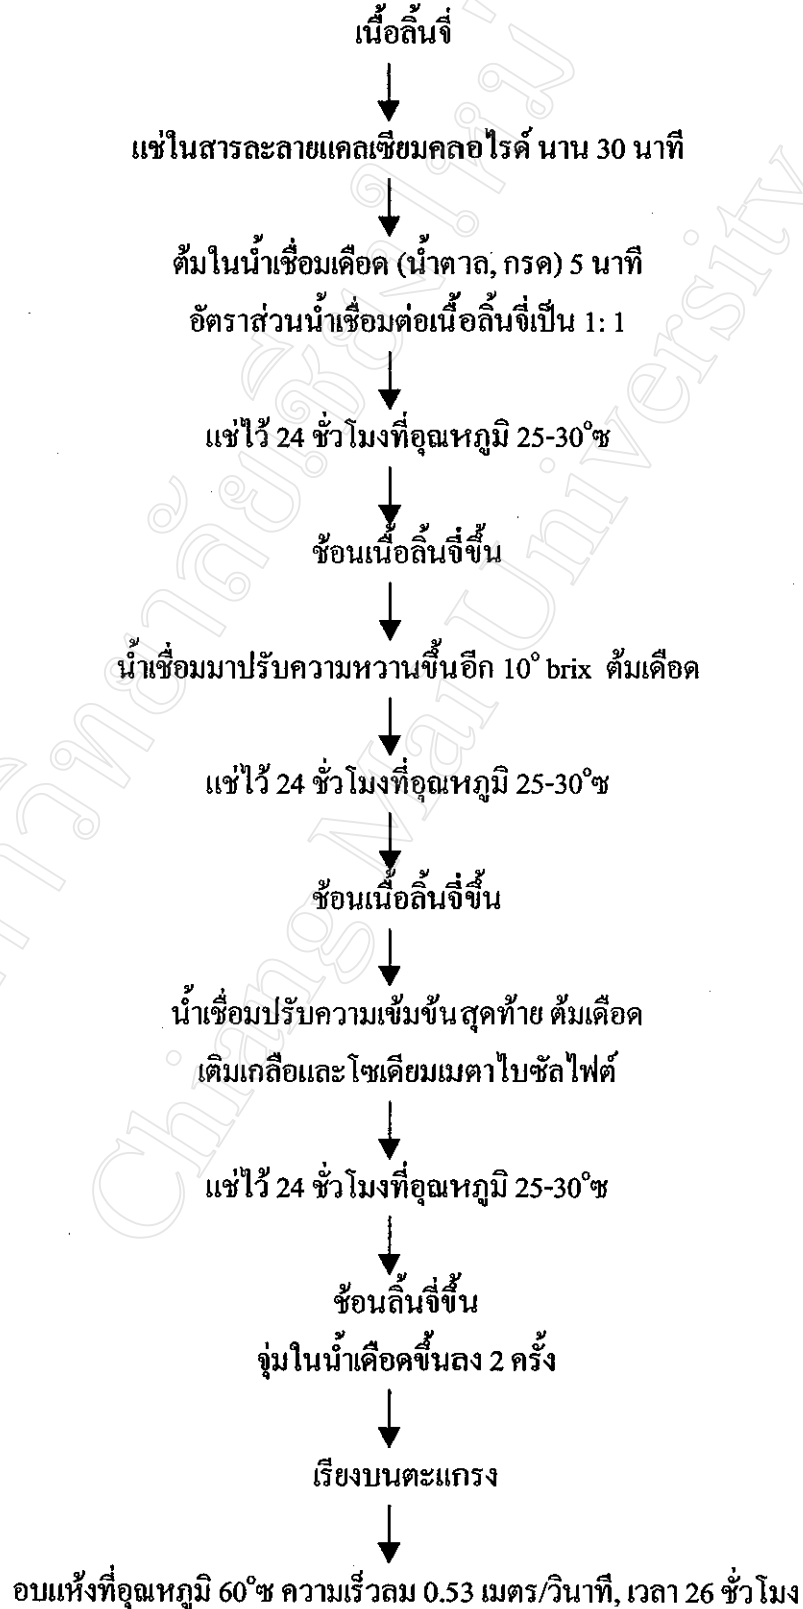 เนื้อลิ้นจี่
แช่ในสารละลายแคลเซียมคลอไรด์ นาน 30 นาที
ต้มในน้ำเชื่อมเดือด (น้ำตาล, กรด) 5 นาที
อัตราส่วนน้ำเชื่อมต่อเนื้อลิ้นจี่เป็น 1: 1
แช่ไว้ 24 ชั่วโมงที่อุณหภูมิ 25-30°ซ
ช้อนเนื้อลิ้นจี่ขึ้น
น้ำเชื่อมมาปรับความหวานขึ้นอีก 10° brix ต้มเดือด
แช่ไว้ 24 ชั่วโมงที่อุณหภูมิ 25-30°ซ
ช้อนเนื้อลิ้นจี่ขึ้น
น้ำเชื่อมปรับความเข้มข้นสุดท้าย ต้มเดือด
เติมเกลือและโซเดียมเมตาไบซัลไฟต์
แช่ไว้ 24 ชั่วโมงที่อุณหภูมิ 25-30°ซ
ช้อนลิ้นจี่ขึ้น
จุ่มในน้ำเดือดขึ้นลง 2 ครั้ง
เรียงบนตะแกรง
อบแห้งที่อุณหภูมิ 60°ซ ความเร็วลม 0.53 เมตร/วินาที, เวลา 26 ชั่วโมง
าวิทยาลัยเชียงใหม่
Chiang Mai University